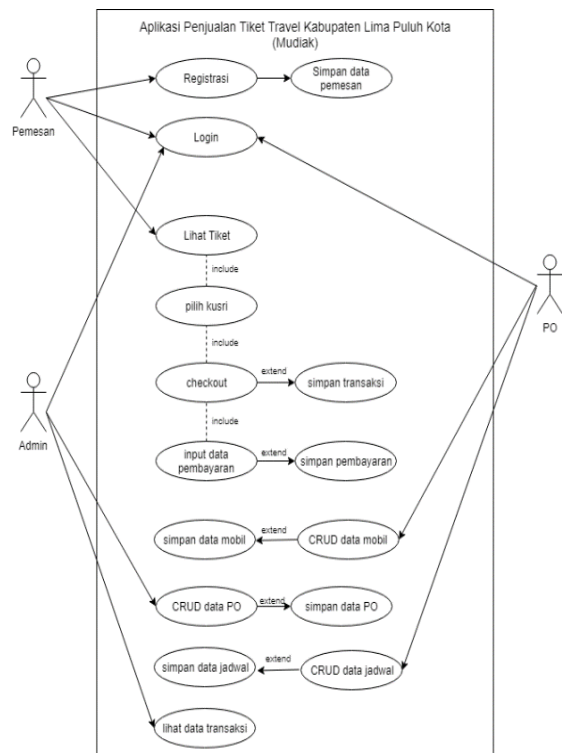 Aplikasi Penjualan Tiket Travel Kabupaten Lima Puluh Kota
(Mudiak)
Registrasi
Simpan data
pemesan
Pemesan
Login
Lihat Tiket
include
pilih kusri
include
PO
checkout
extend
simpan transaksi
include
Admin
input data
pembayaran
extend
simpan pembayaran
simpan data mobil
extend
CRUD data mobil
CRUD data PO
extend
simpan data PO
simpan data jadwal
extend
CRUD data jadwal
lihat data transaksi